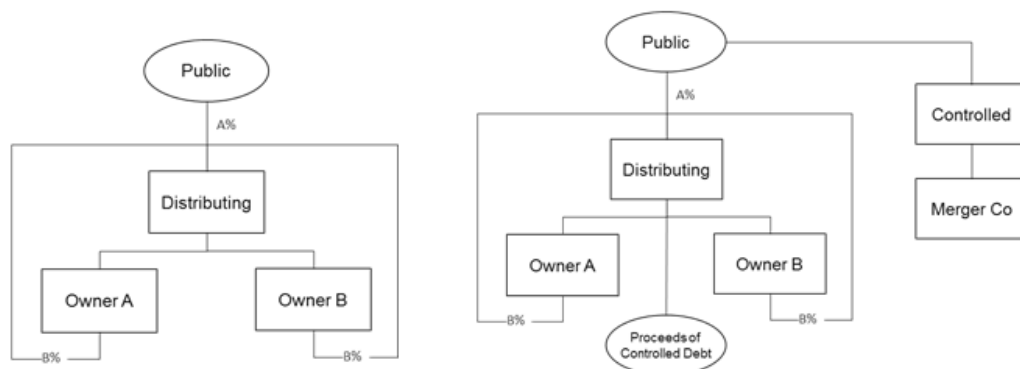 Public
A%
Distributing
Owner A
Owner B
B%
B%
Public
A%
Controlled
Distributing
Merger Co
Owner A
Owner B
B%
B%
Proceeds of
Controlled Debt